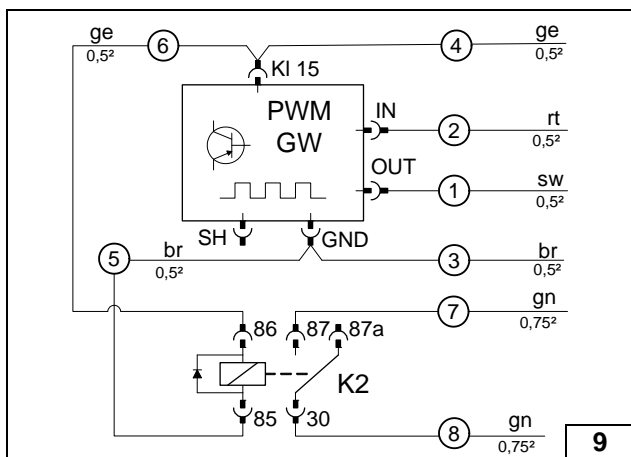 ge 6 4 ge
0,5² Kl 15 0,5²
PWM IN
GW 2 rt
0,5²
OUT
1 sw
0,5²
SH GND
5 br 3 br
0,5² 0,5²
7 gn
86 87 87a 0,75²
K2
85 30
8 gn
0,75²
9